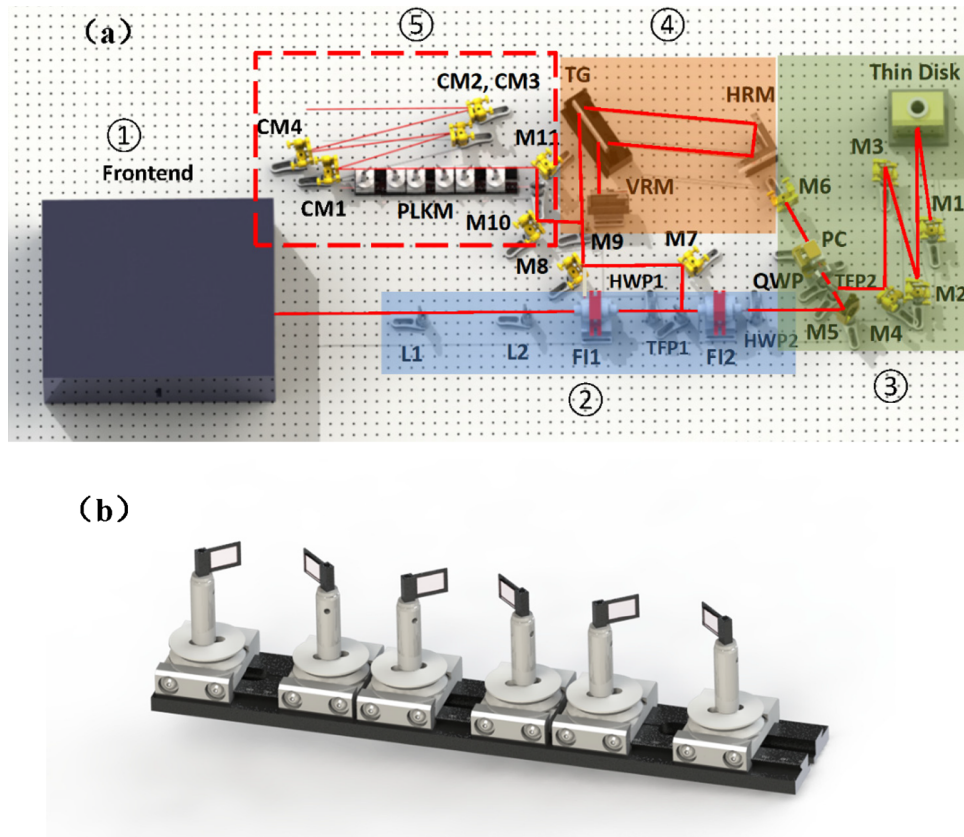 (a)
⑤
④
CM2, CM3
TG
HRM
Thin Disk
①
CM4
M11
M3
Frontend
VRM
M6
CM1
PLKM
M10
M9
M7
PC
M1
M8
HWP1
QWP
TFP2
M2
L1
L2
FI1
TFP1
FI2
HWP2
M5
M4
②
③
(b)